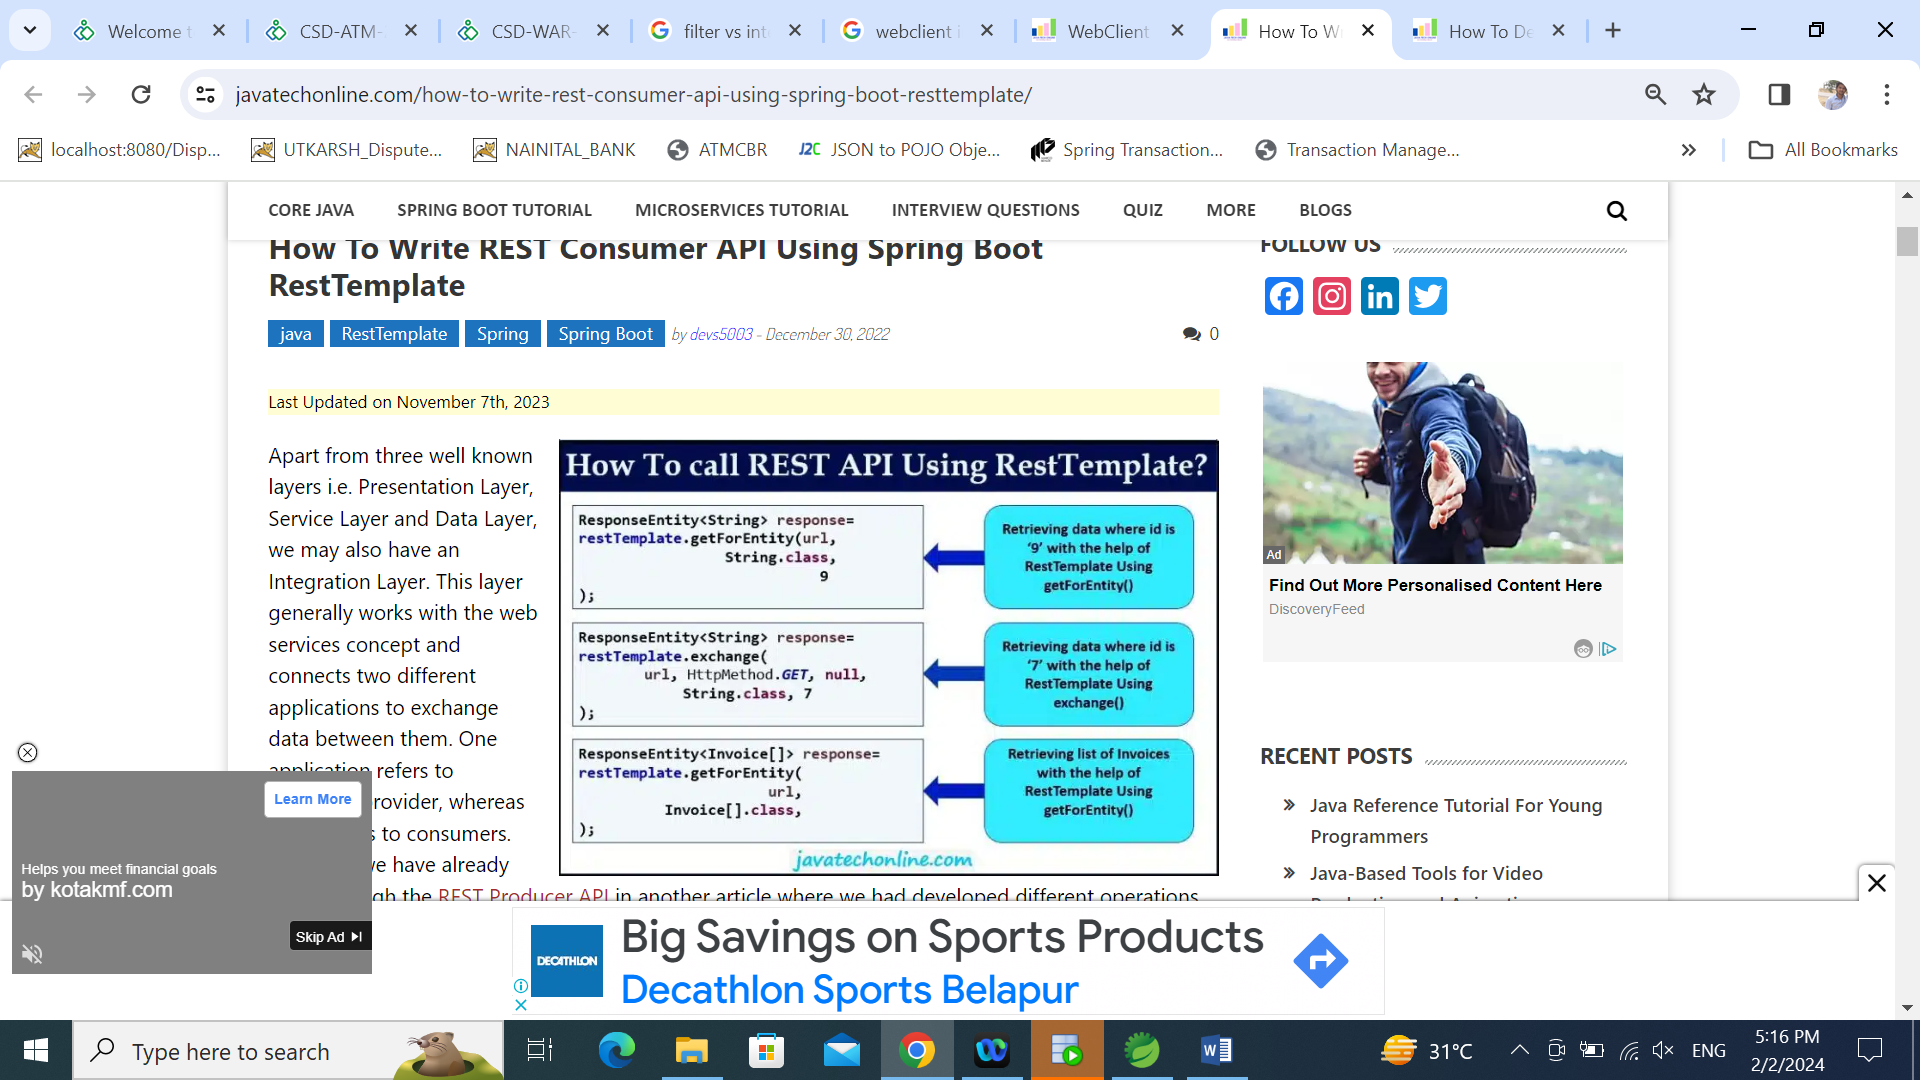 Welcome t
CSD-ATM-
CSD-WAR-
filter vs int
webclient i
WebClient
How To W
How To De
javatechonline.com/how-to-write-rest-consumer-api-using-spring-boot-resttemplate/
localhost:8080/Disp...
UTKARSH_Dispute...
NAINITAL_BANK
ATMCBR
J2C JSON to POJO Obje...
Spring Transaction...
Transaction Manage...
All Bookmarks
CORE JAVA
SPRING BOOT TUTORIAL
MICROSERVICES TUTORIAL
INTERVIEW QUESTIONS
QUIZ
MORE
BLOGS
How To Write REST Consumer API Using Spring Boot
RestTemplate
java
RestTemplate
Spring
Spring Boot
by devs5003 - December 30, 2022
0
Last Updated on November 7th, 2023
Apart from three well known
layers i.e. Presentation Layer,
Service Layer and Data Layer,
we may also have an
Integration Layer. This layer
generally works with the web
services concept and
connects two different
applications to exchange
data between them. One
application refers to
rovider, whereas
s to consumers.
ve have already
gh the REST Producer API in another article where we had developed different operations
How To call REST API Using RestTemplate?
ResponseEntity<String> response=
restTemplate.getForEntity(url,
String.class,
9
);
Retrieving data where id is
‘9’ with the help of
RestTemplate Using
getForEntity()
ResponseEntity<String> response=
restTemplate.exchange(
url, HttpMethod.GET, null,
String.class, 7
);
Retrieving data where id is
‘7’ with the help of
RestTemplate Using
exchange()
ResponseEntity<Invoice[]> response=
restTemplate.getForEntity(
url,
Invoice[].class,
);
Retrieving list of Invoices
with the help of
RestTemplate Using
getForEntity()
javatechonline.com
FOLLOW US
Ad
Find Out More Personalised Content Here
DiscoveryFeed
RECENT POSTS
Java Reference Tutorial For Young
Programmers
Java-Based Tools for Video
Learn More
Helps you meet financial goals
by kotakmf.com
Skip Ad
DECATHLON
Big Savings on Sports Products
Decathlon Sports Belapur
Type here to search
31°C
ENG
5:16 PM
2/2/2024